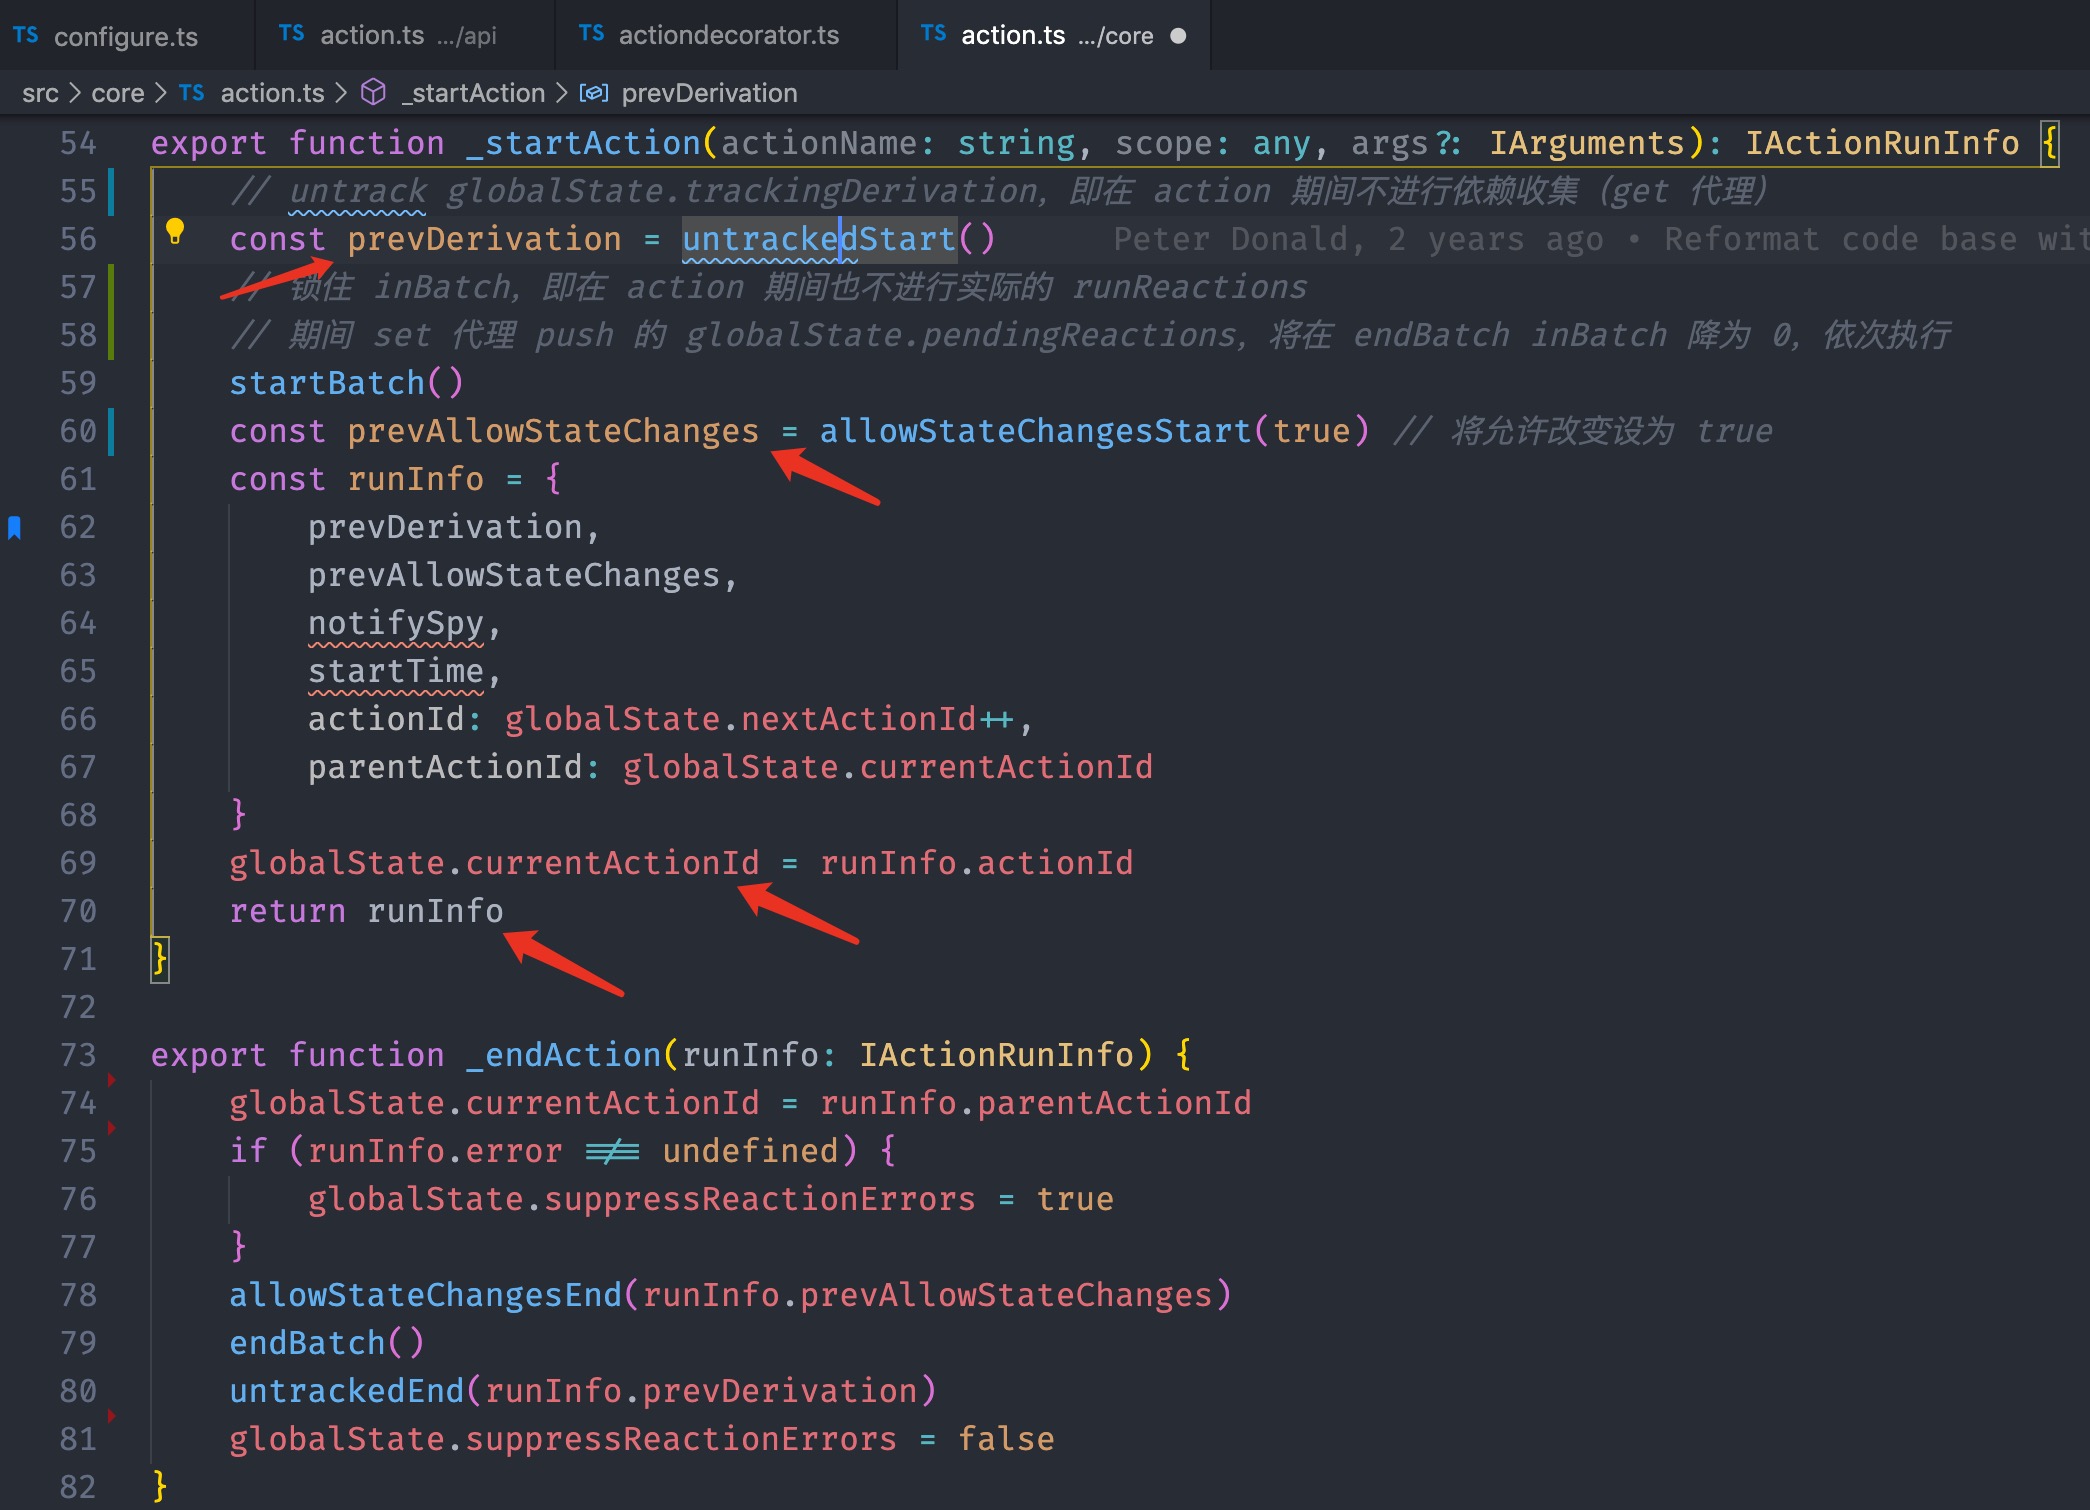 TS configure.ts TS action.ts .../api TS actiondecorator.ts TS action.ts .../core
src > core > TS action.ts > _startAction > prevDerivation
54 export function _startAction(actionName: string, scope: any, args?: IArguments): IActionRunInfo {
55 // untrack globalState.trackingDerivation，即在 action 期间不进行依赖收集（get 代理）
56 const prevDerivation = untrackedStart() Peter Donald, 2 years ago • Reformat code base wit
57 // 锁住 inBatch，即在 action 期间也不进行实际的 runReactions
58 // 期间 set 代理 push 的 globalState.pendingReactions，将在 endBatch inBatch 降为 0，依次执行
59 startBatch()
60 const prevAllowStateChanges = allowStateChangesStart(true) // 将允许改变设为 true
61 const runInfo = {
62 prevDerivation,
63 prevAllowStateChanges,
64 notifySpy,
65 startTime,
66 actionId: globalState.nextActionId++,
67 parentActionId: globalState.currentActionId
68 }
69 globalState.currentActionId = runInfo.actionId
70 return runInfo
71 }
72
73 export function _endAction(runInfo: IActionRunInfo) {
74 globalState.currentActionId = runInfo.parentActionId
75 if (runInfo.error !== undefined) {
76 globalState.suppressReactionErrors = true
77 }
78 allowStateChangesEnd(runInfo.prevAllowStateChanges)
79 endBatch()
80 untrackedEnd(runInfo.prevDerivation)
81 globalState.suppressReactionErrors = false
82 }